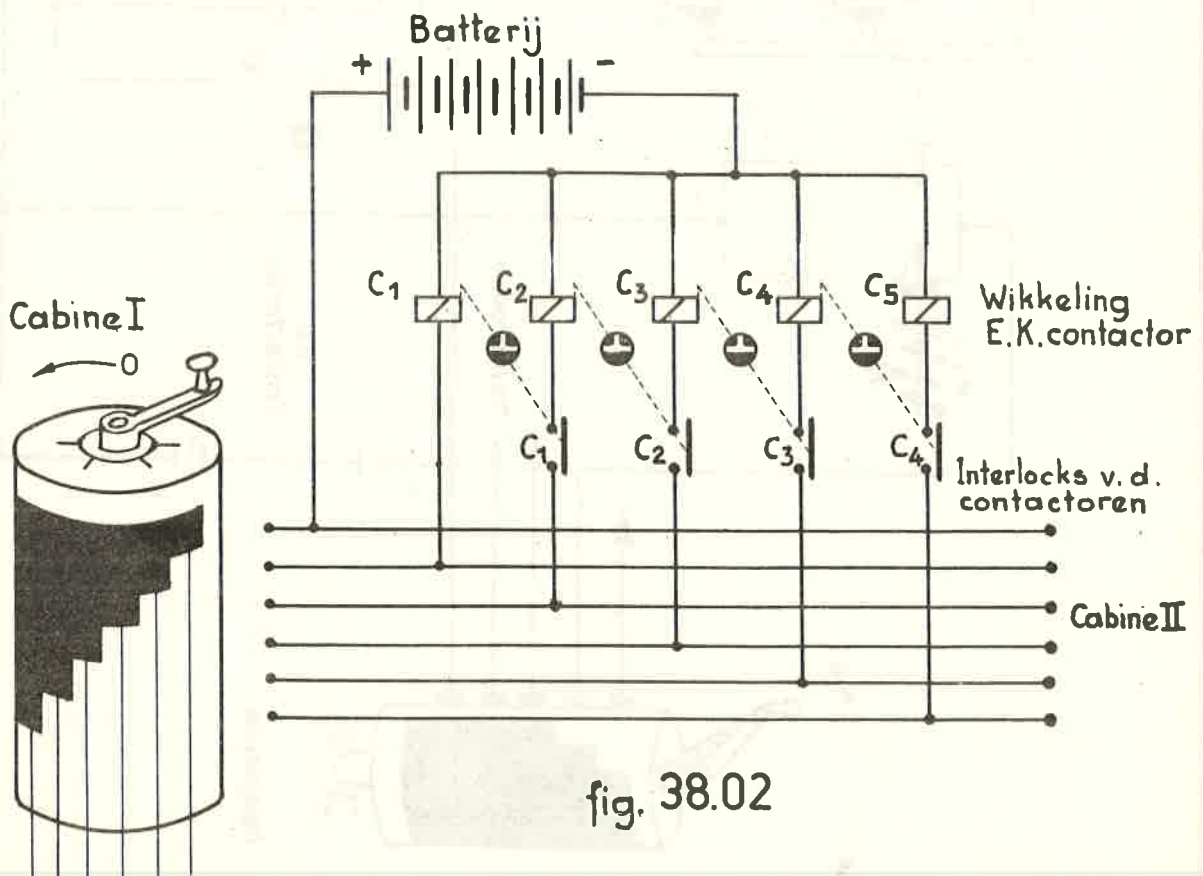 Batterij
+ -
Cabine I
0
C1 C2 C3 C4 C5
Wikkeling
E.K.contactor
C1 C2 C3 C4
Interlocks v.d.
contactoren
Cabine II
fig. 38.02